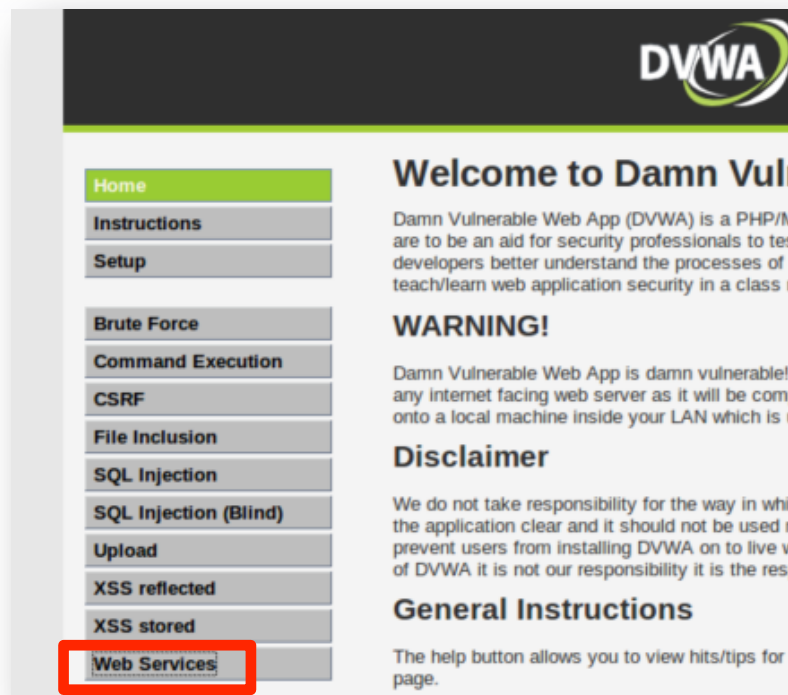 DVWA
Home
Instructions
Setup
Brute Force
Command Execution
CSRF
File Inclusion
SQL Injection
SQL Injection (Blind)
Upload
XSS reflected
XSS stored
Web Services
Welcome to Damn Vul
Damn Vulnerable Web App (DVWA) is a PHP/M
are to be an aid for security professionals to tes
developers better understand the processes of
teach/learn web application security in a class
WARNING!
Damn Vulnerable Web App is damn vulnerable!
any internet facing web server as it will be com
onto a local machine inside your LAN which is
Disclaimer
We do not take responsibility for the way in whi
the application clear and it should not be used
prevent users from installing DVWA on to live
of DVWA it is not our responsibility it is the res
General Instructions
The help button allows you to view hits/tips for
page.